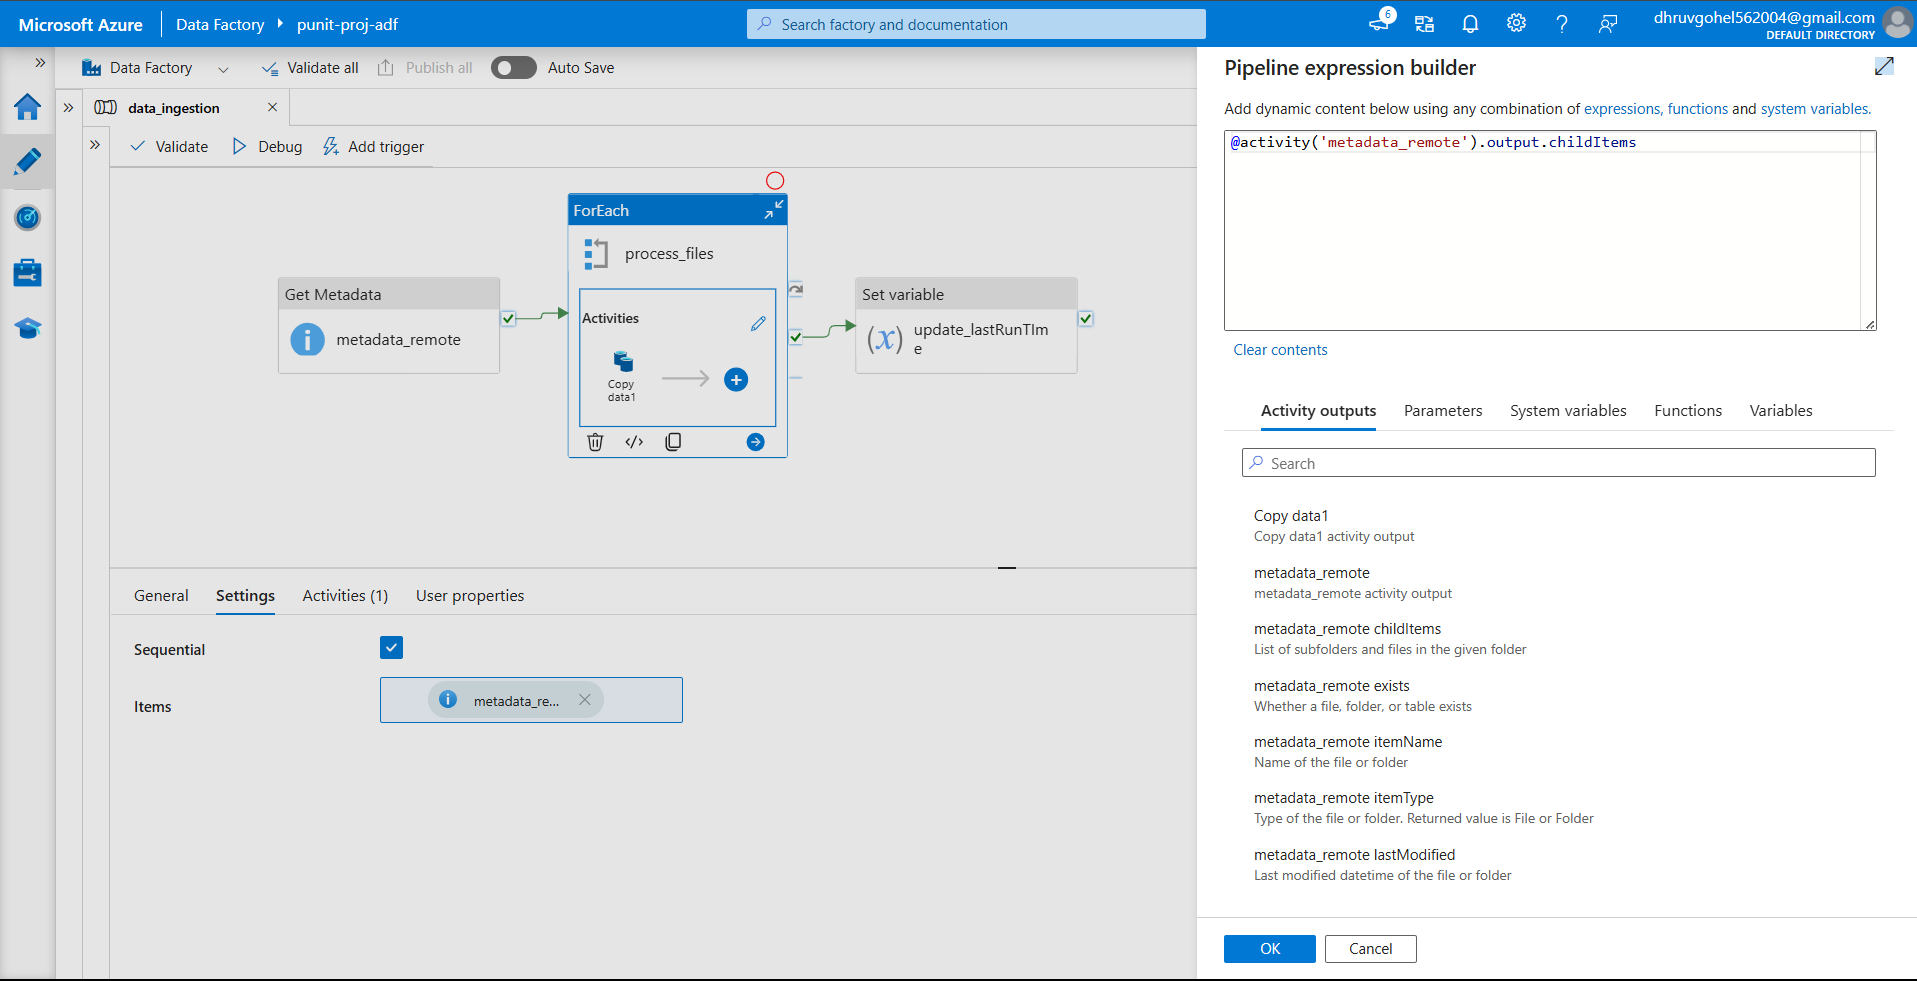 Microsoft Azure
Data Factory
punit-proj-adf
Search factory and documentation
6
dhruvgohel562004@gmail.com
DEFAULT DIRECTORY
Data Factory
Validate all
Publish all
Auto Save
data_ingestion
Validate
Debug
Add trigger
ForEach
process_files
Activities
Copy
data1
Get Metadata
metadata_remote
Set variable
(x)
update_lastRunTIm
e
General
Settings
Activities (1)
User properties
Sequential
Items
metadata_re...
Pipeline expression builder
Add dynamic content below using any combination of expressions, functions and system variables.
@activity('metadata_remote').output.childItems
Clear contents
Activity outputs
Parameters
System variables
Functions
Variables
Search
Copy data1
Copy data1 activity output
metadata_remote
metadata_remote activity output
metadata_remote childItems
List of subfolders and files in the given folder
metadata_remote exists
Whether a file, folder, or table exists
metadata_remote itemName
Name of the file or folder
metadata_remote itemType
Type of the file or folder. Returned value is File or Folder
metadata_remote lastModified
Last modified datetime of the file or folder
OK
Cancel